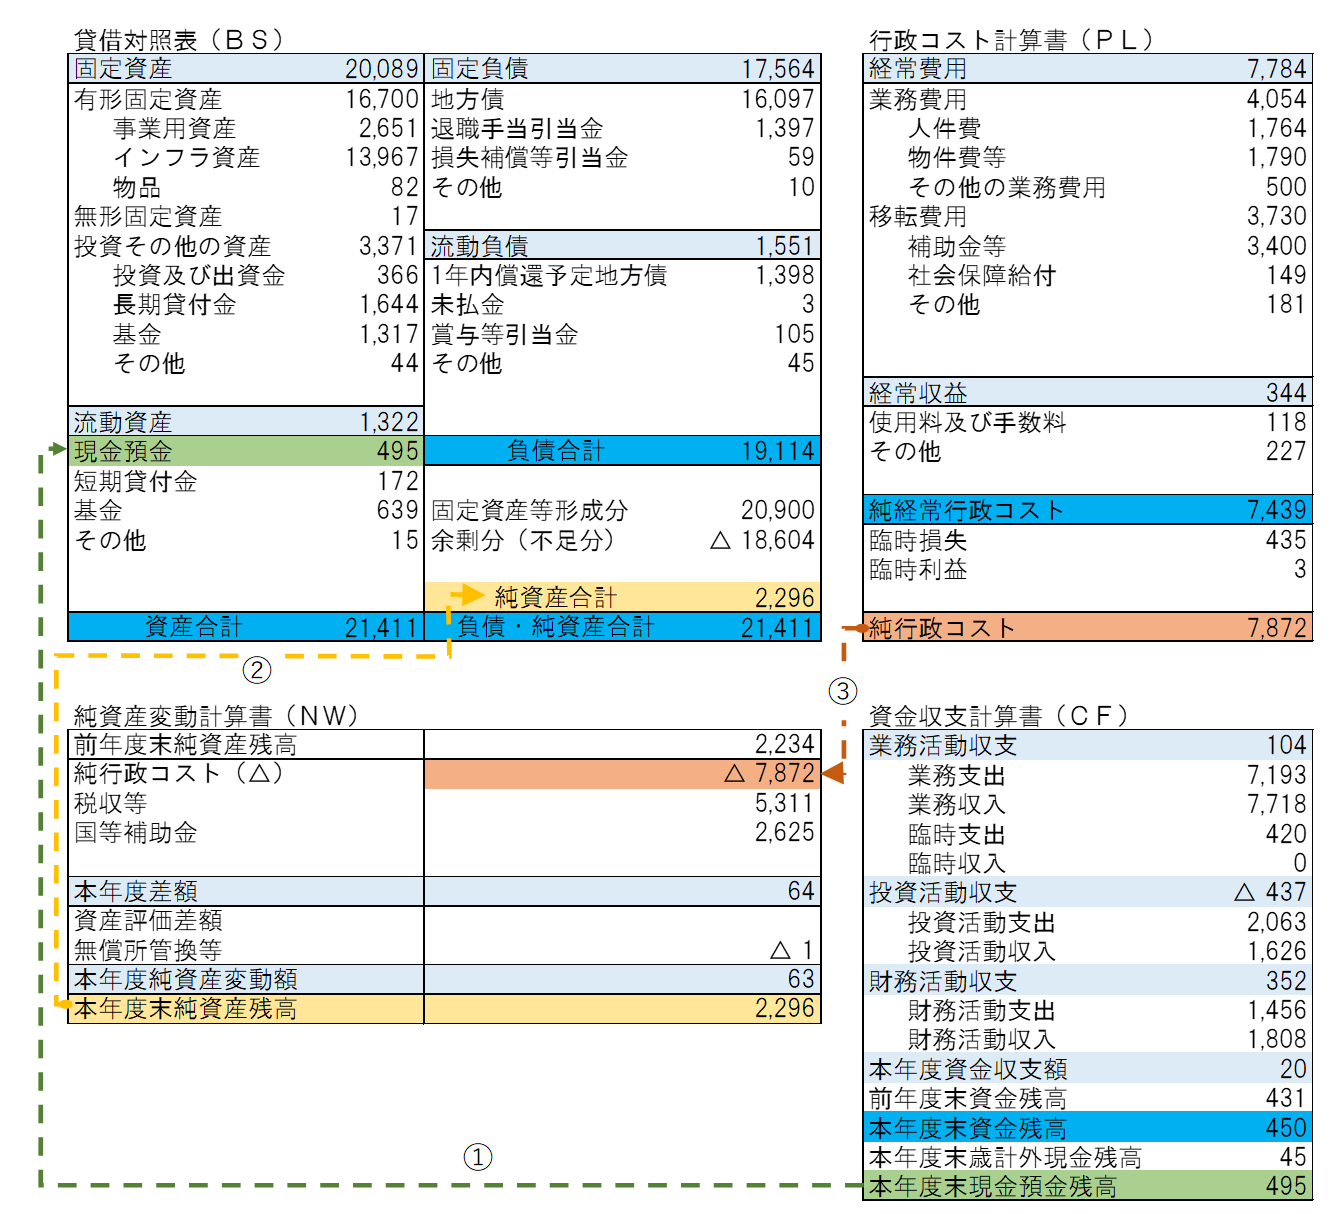 貸借対照表（ＢＳ）
固定資産 20,089 固定負債 17,564
有形固定資産 16,700 地方債 16,097
事業用資産 2,651 退職手当引当金 1,397
インフラ資産 13,967 損失補償等引当金 59
物品 82 その他 10
無形固定資産 17
投資その他の資産 3,371 流動負債 1,551
投資及び出資金 366 1年内償還予定地方債 1,398
長期貸付金 1,644 未払金 3
基金 1,317 賞与等引当金 105
その他 44 その他 45
流動資産 1,322
現金預金 495 負債合計 19,114
短期貸付金 172
基金 639 固定資産等形成分 20,900
その他 15 余剰分（不足分） △ 18,604
純資産合計 2,296
資産合計 21,411 負債・純資産合計 21,411
行政コスト計算書（ＰＬ）
経常費用 7,784
業務費用 4,054
人件費 1,764
物件費等 1,790
その他の業務費用 500
移転費用 3,730
補助金等 3,400
社会保障給付 149
その他 181
経常収益 344
使用料及び手数料 118
その他 227
純経常行政コスト 7,439
臨時損失 435
臨時利益 3
純行政コスト 7,872
②
③
純資産変動計算書（ＮＷ）
前年度末純資産残高 2,234
純行政コスト（△） △ 7,872
税収等 5,311
国等補助金 2,625
本年度差額 64
資産評価差額
無償所管換等 △ 1
本年度純資産変動額 63
本年度末純資産残高 2,296
資金収支計算書（ＣＦ）
業務活動収支 104
業務支出 7,193
業務収入 7,718
臨時支出 420
臨時収入 0
投資活動収支 △ 437
投資活動支出 2,063
投資活動収入 1,626
財務活動収支 352
財務活動支出 1,456
財務活動収入 1,808
本年度資金収支額 20
前年度末資金残高 431
本年度末資金残高 450
本年度末歳計外現金残高 45
本年度末現金預金残高 495
①